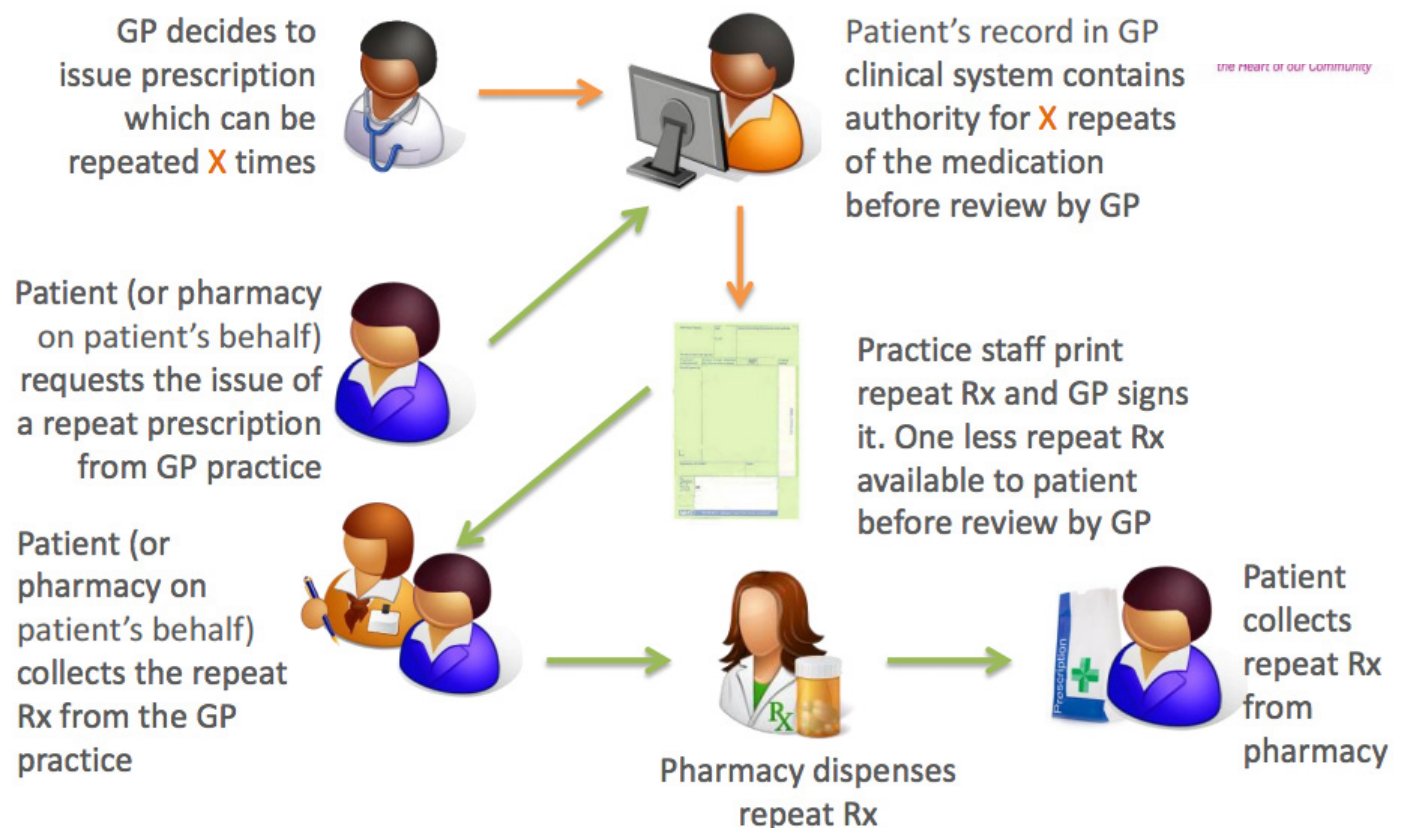 GP decides to
issue prescription
which can be
repeated X times
Patient's record in GP
clinical system contains
authority for X repeats
of the medication
before review by GP
the Heart of our Community
Patient (or pharmacy
on patient's behalf)
requests the issue of
a repeat prescription
from GP practice
Practice staff print
repeat Rx and GP signs
it. One less repeat Rx
available to patient
before review by GP
Patient (or
pharmacy on
patient's behalf)
collects the repeat
Rx from the GP
practice
Rx
Pharmacy dispenses
repeat Rx
Prescription
Patient
collects
repeat Rx
from
pharmacy